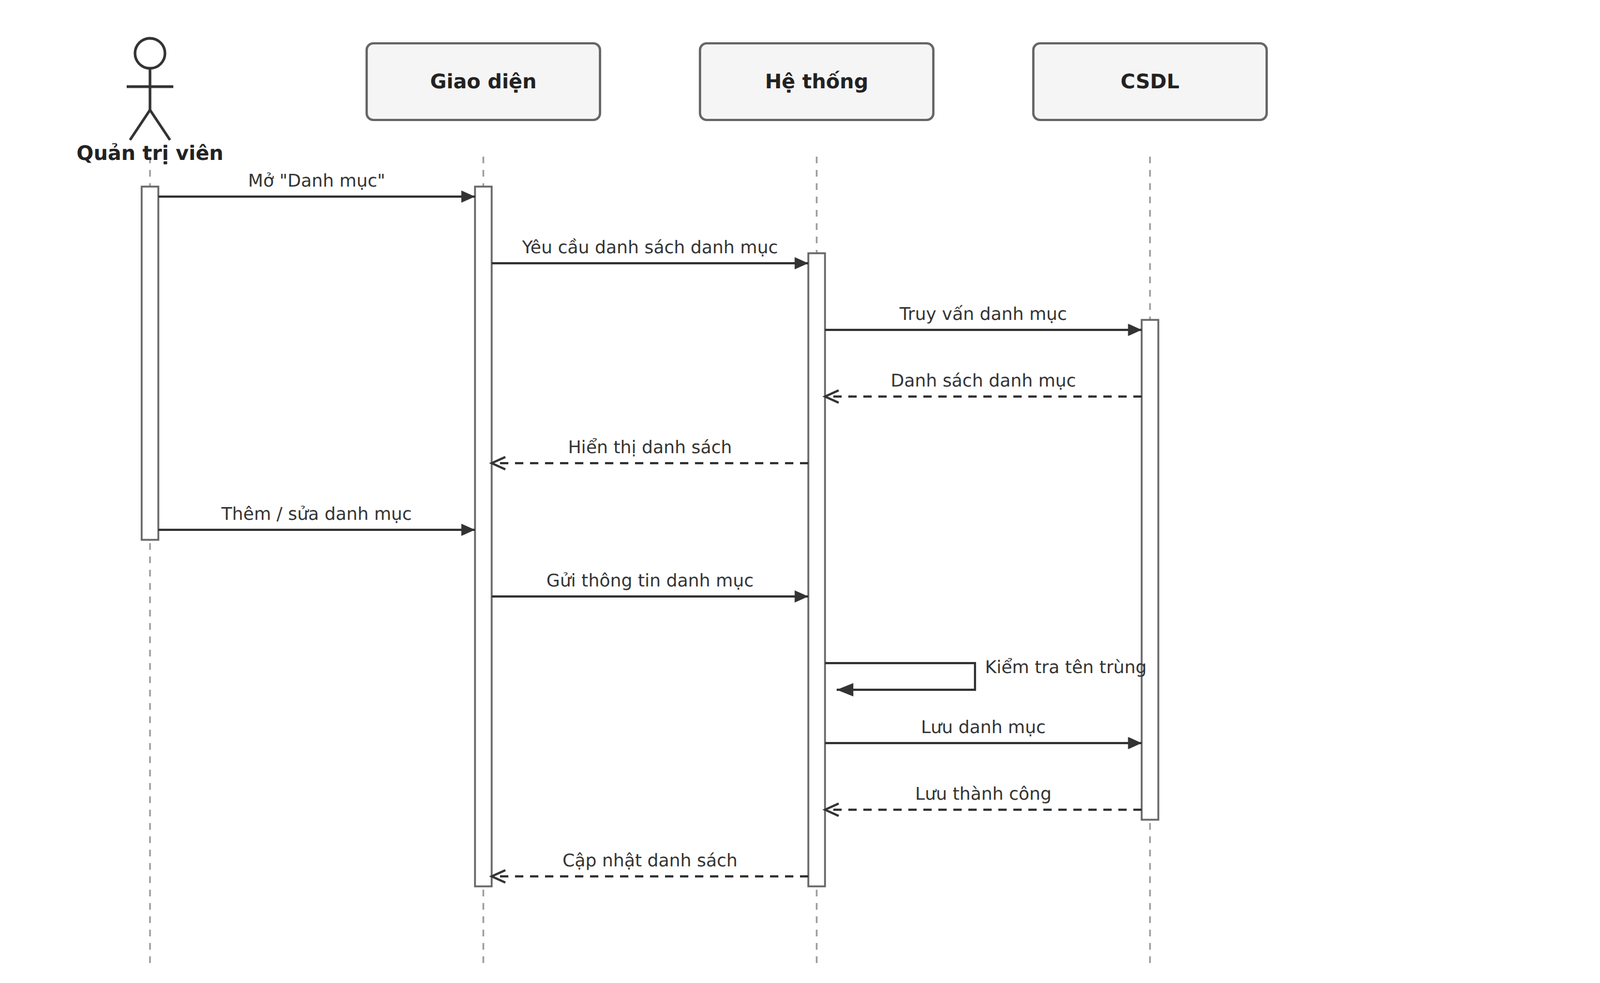 Giao diện
Hệ thống
CSDL
Quản trị viên
Mở "Danh mục"
Yêu cầu danh sách danh mục
Truy vấn danh mục
Danh sách danh mục
Hiển thị danh sách
Thêm / sửa danh mục
Gửi thông tin danh mục
Kiểm tra tên trùng
Lưu danh mục
Lưu thành công
Cập nhật danh sách